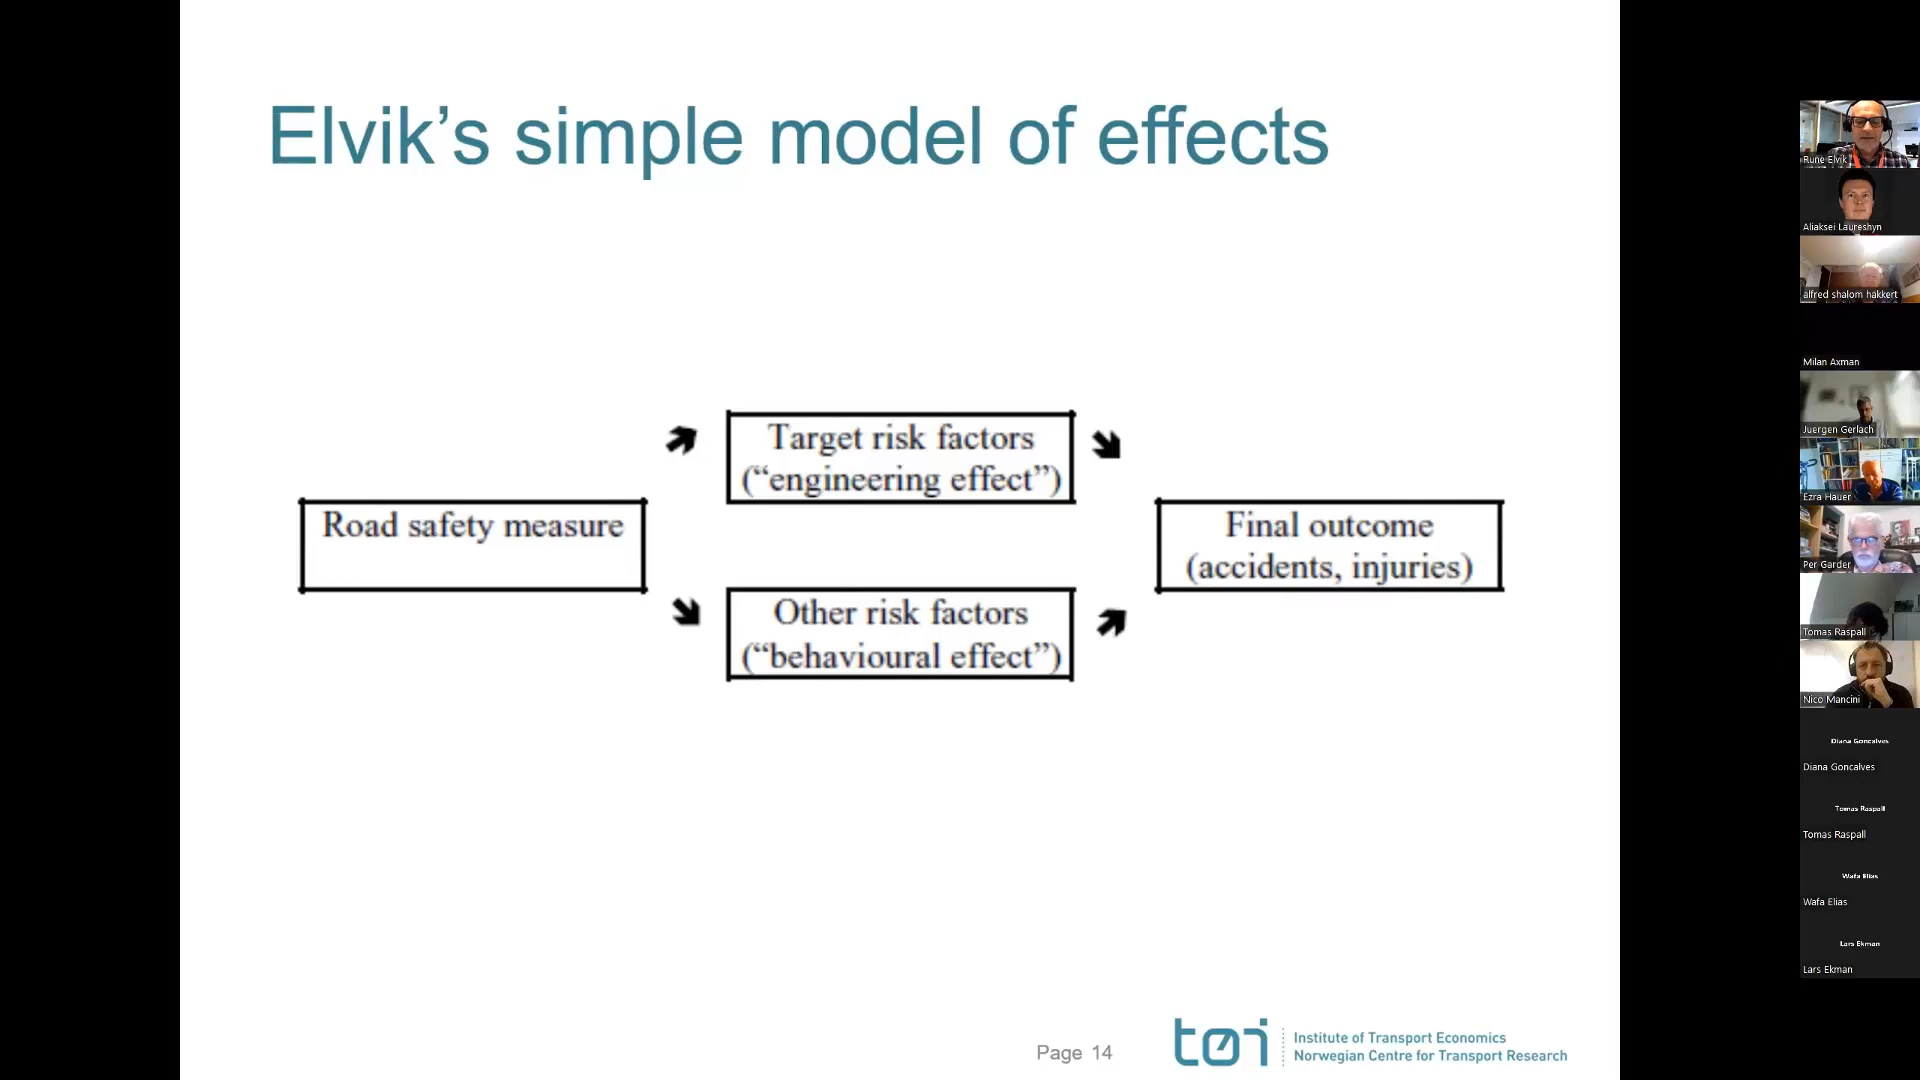 Elvik's simple model of effects
Target risk factors
("engineering effect")
Road safety measure
Final outcome
(accidents, injuries)
Other risk factors
("behavioural effect")
Page 14
tøi
Institute of Transport Economics
Norwegian Centre for Transport Research
Rune Elvik
Aliaksei Laureshyn
alfred shalom hakkert
Milan Axman
Juergen Gerlach
Ezra Hauer
Per Garder
Tomas Raspall
Nico Mancini
Diana Goncalves
Diana Goncalves
Tomas Raspall
Tomas Raspall
Wafa Elias
Wafa Elias
Lars Ekman
Lars Ekman